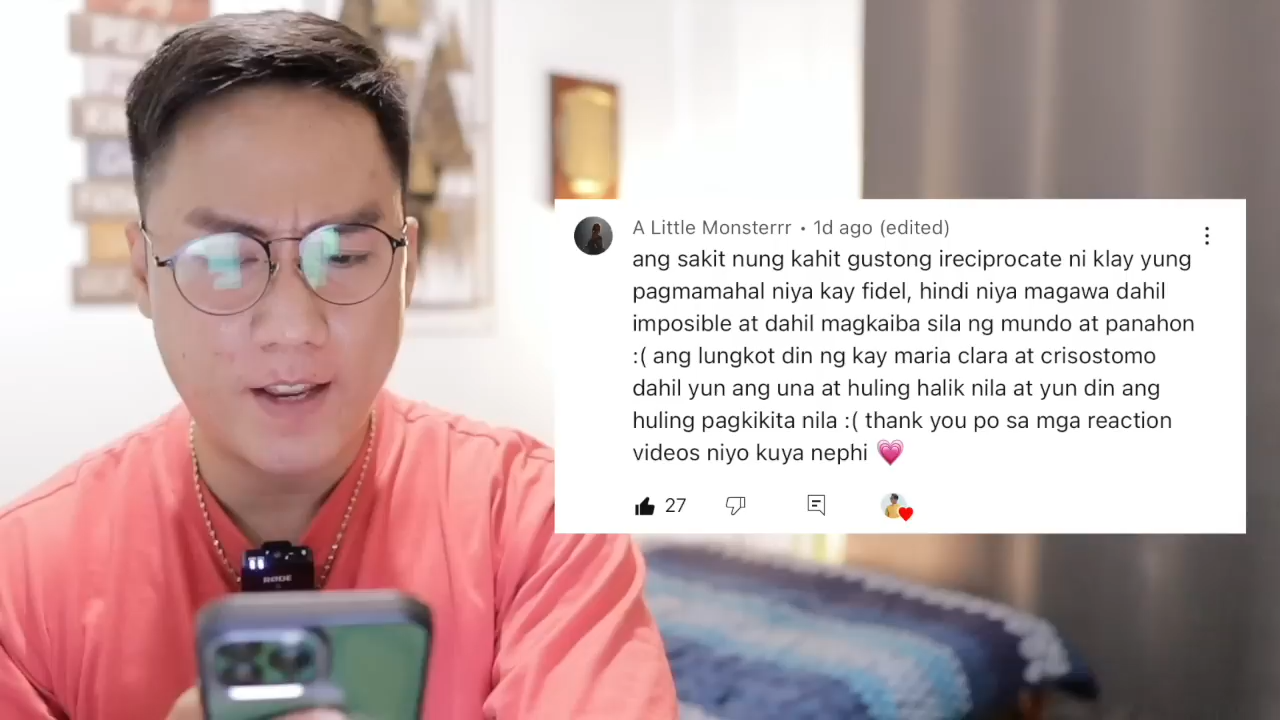 A Little Monsterrr • 1d ago (edited)
ang sakit nung kahit gustong ireciprocate ni klay yung
pagmamahal niya kay fidel, hindi niya magawa dahil
imposible at dahil magkaiba sila ng mundo at panahon
:( ang lungkot din ng kay maria clara at crisostomo
dahil yun ang una at huling halik nila at yun din ang
huling pagkikita nila :( thank you po sa mga reaction
videos niyo kuya nephi 💗
27
RODE